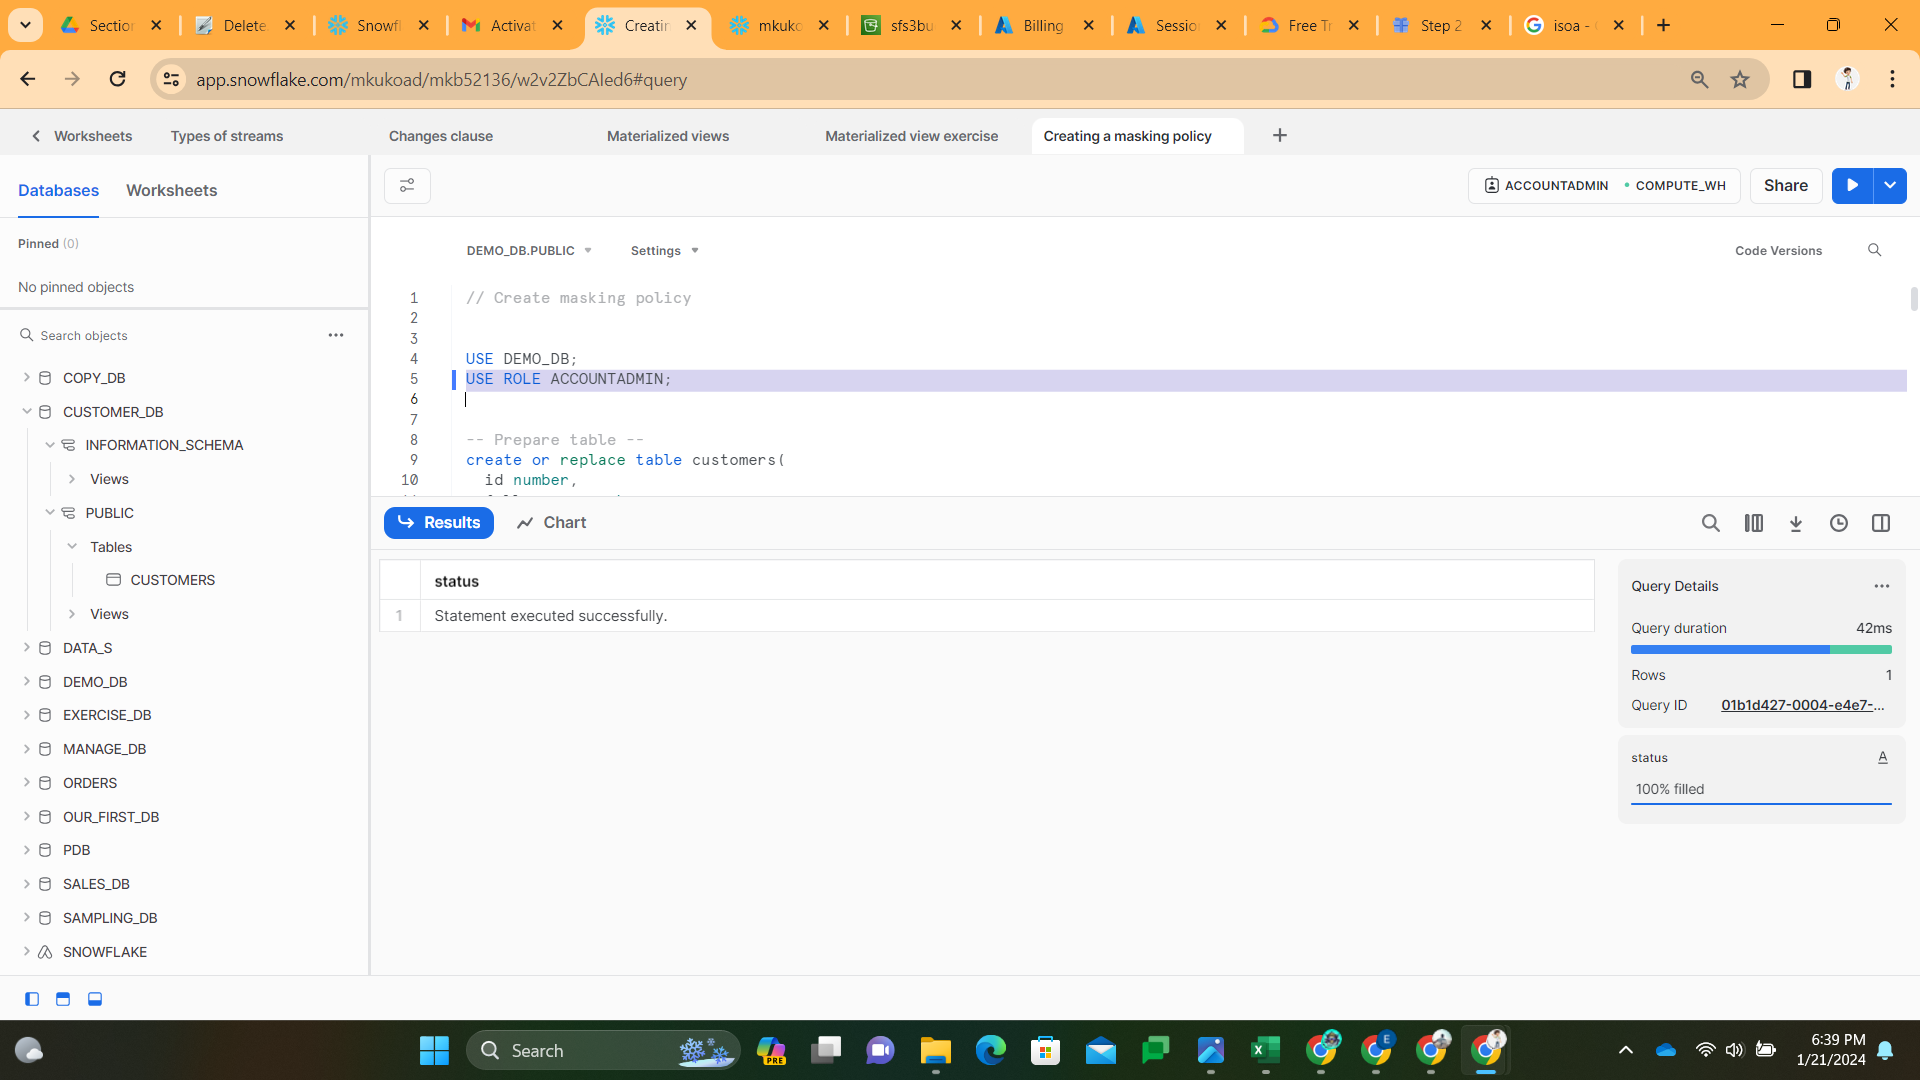 Section
Delete
Snowfl
Activat
Creatin
mkuko
sfs3bu
Billing
Sessio
Free Tr
Step 2
isoa -
app.snowflake.com/mkukoad/mkb52136/w2v2ZbCAIed6#query
Worksheets
Types of streams
Changes clause
Materialized views
Materialized view exercise
Creating a masking policy
Databases
Worksheets
ACCOUNTADMIN
COMPUTE_WH
Share
Pinned (0)
No pinned objects
DEMO_DB.PUBLIC
Settings
Code Versions
1 // Create masking policy
2
3
4 USE DEMO_DB;
5 USE ROLE ACCOUNTADMIN;
6
7
8 -- Prepare table --
9 create or replace table customers(
10 id number,
Search objects
COPY_DB
CUSTOMER_DB
INFORMATION_SCHEMA
Views
PUBLIC
Tables
CUSTOMERS
Views
DATA_S
DEMO_DB
EXERCISE_DB
MANAGE_DB
ORDERS
OUR_FIRST_DB
PDB
SALES_DB
SAMPLING_DB
SNOWFLAKE
Results
Chart
status
1 Statement executed successfully.
Query Details
Query duration 42ms
Rows 1
Query ID 01b1d427-0004-e4e7-...
status A
100% filled
Search
PRE
E
6:39 PM
1/21/2024